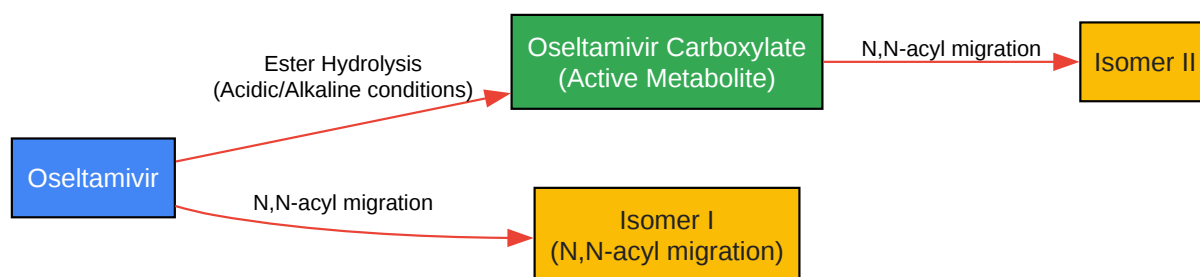 Oseltamivir
Ester Hydrolysis
(Acidic/Alkaline conditions)
Oseltamivir Carboxylate
(Active Metabolite)
N,N-acyl migration
Isomer II
N,N-acyl migration
Isomer I
(N,N-acyl migration)